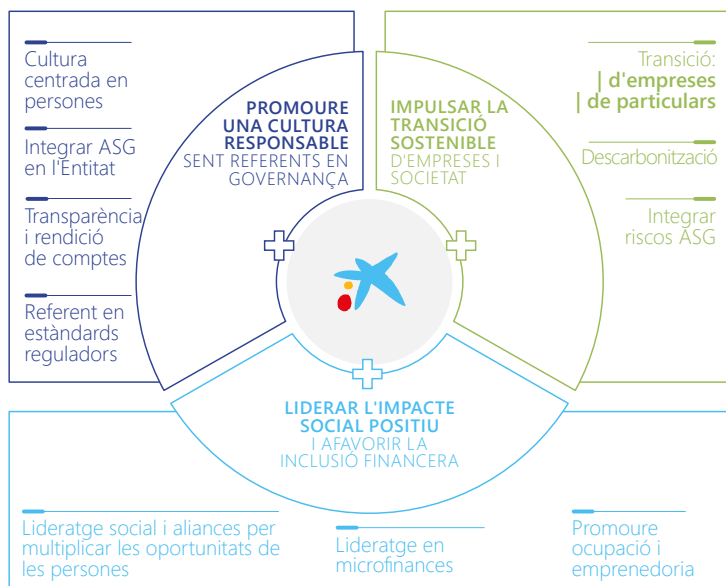 Cultura
centrada en
persones
Integrar ASG
en l'Entitat
Transparència
i rendició
de comptes
Referent en
estàndards
reguladors
PROMOURE
UNA CULTURA
RESPONSABLE
SENT REFERENTS EN
GOVERNANÇA
IMPULSAR LA
TRANSICIÓ
SOSTENIBLE
D'EMPRESES I
SOCIETAT
Transició:
| d'empreses
| de particulars
Descarbonització
Integrar
riscos ASG
LIDERAR L'IMPACTE
SOCIAL POSITIU
I AFAVORIR LA
INCLUSIÓ FINANCERA
Lideratge social i aliances per
multiplicar les oportunitats de
les persones
Lideratge en
microfinances
Promoure
ocupació i
emprenedoria